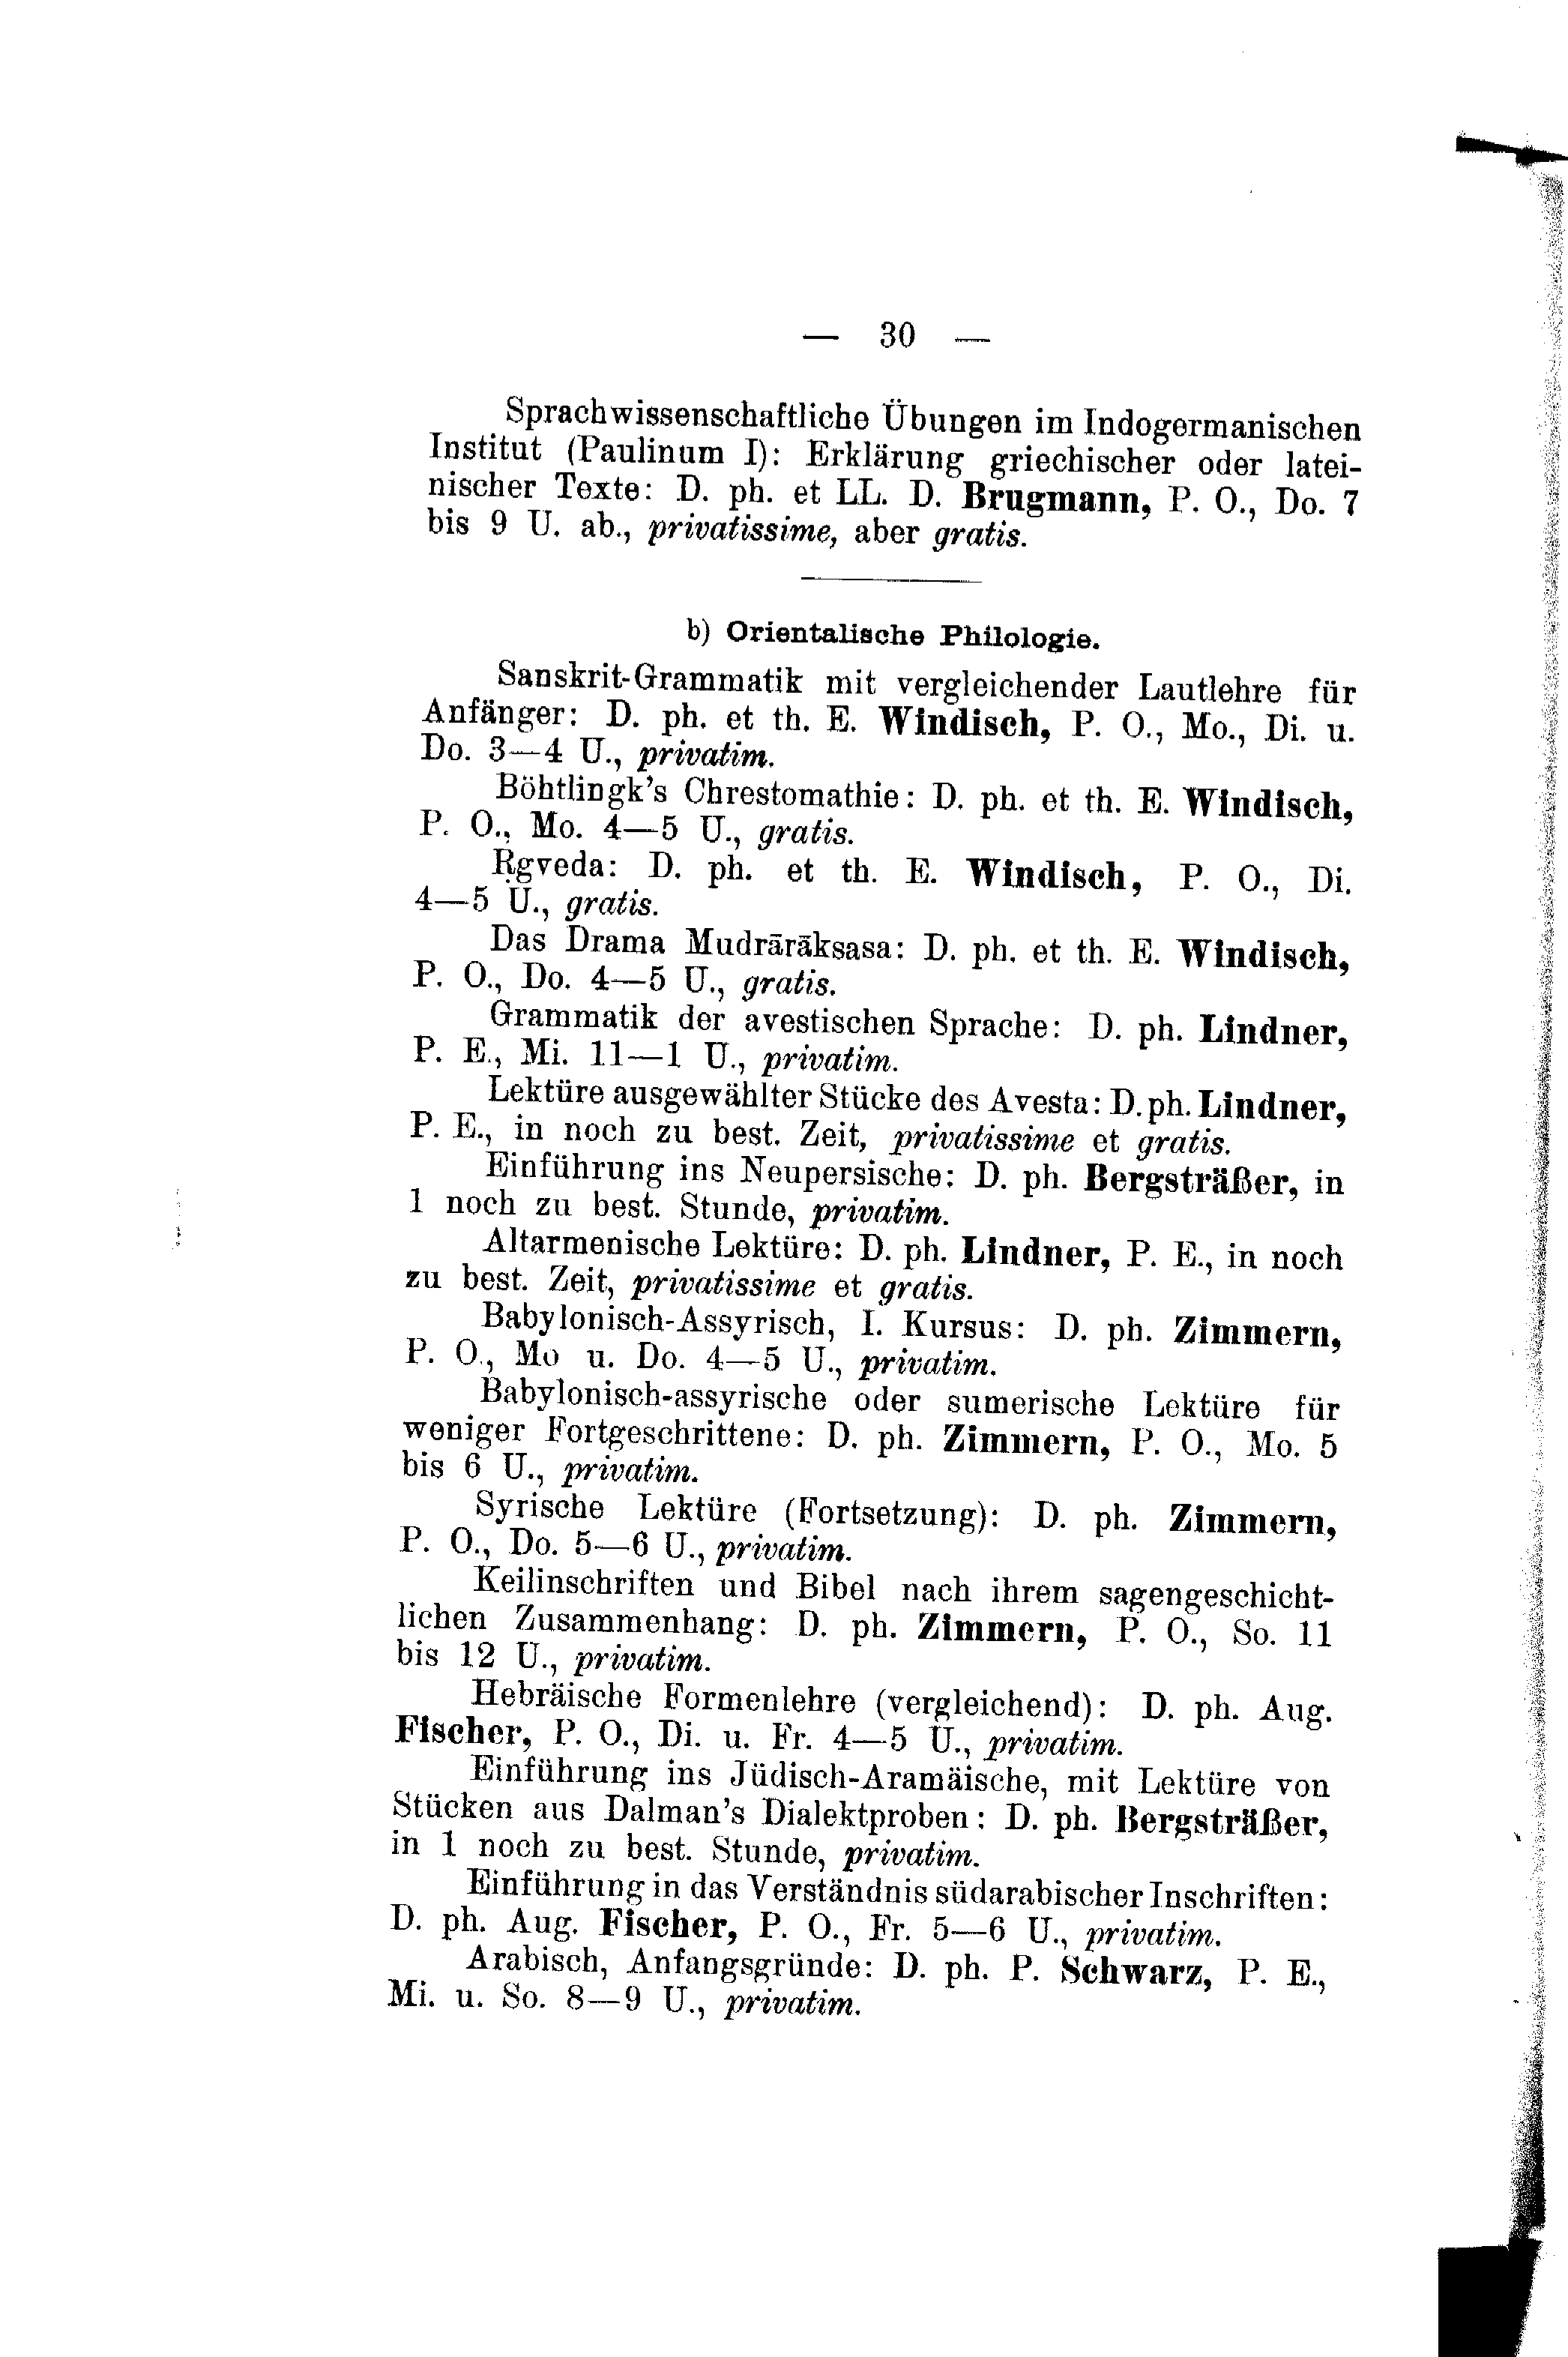 — 30 —
Sprachwissenschaftliche Übungen im Indogermanischen
Institut (Paulinum I): Erklärung griechischer oder latei-
nischer Texte: D. ph. et LL. D. Brugmann, P. O., Do. 7
bis 9 U. ab., privatissime, aber gratis.
b) Orientalische Philologie.
Sanskrit-Grammatik mit vergleichender Lautlehre für
Anfänger: D. ph. et th. E. Windisch, P. O., Mo., Di. u.
Do. 3—4 U., privatim.
Böhtlingk's Chrestomathie: D. ph. et th. E. Windisch,
P. O., Mo. 4—5 U., gratis.
Ṛgveda: D. ph. et th. E. Windisch, P. O., Di.
4—5 U., gratis.
Das Drama Mudrārākṣasa: D. ph. et th. E. Windisch,
P. O., Do. 4—5 U., gratis.
Grammatik der avestischen Sprache: D. ph. Lindner,
P. E., Mi. 11—1 U., privatim.
Lektüre ausgewählter Stücke des Avesta: D. ph. Lindner,
P. E., in noch zu best. Zeit, privatissime et gratis.
Einführung ins Neupersische: D. ph. Bergsträßer, in
1 noch zu best. Stunde, privatim.
Altarmenische Lektüre: D. ph. Lindner, P. E., in noch
zu best. Zeit, privatissime et gratis.
Babylonisch-Assyrisch, I. Kursus: D. ph. Zimmern,
P. O., Mo u. Do. 4—5 U., privatim.
Babylonisch-assyrische oder sumerische Lektüre für
weniger Fortgeschrittene: D. ph. Zimmern, P. O., Mo. 5
bis 6 U., privatim.
Syrische Lektüre (Fortsetzung): D. ph. Zimmern,
P. O., Do. 5—6 U., privatim.
Keilinschriften und Bibel nach ihrem sagengeschicht-
lichen Zusammenhang: D. ph. Zimmern, P. O., So. 11
bis 12 U., privatim.
Hebräische Formenlehre (vergleichend): D. ph. Aug.
Fischer, P. O., Di. u. Fr. 4—5 U., privatim.
Einführung ins Jüdisch-Aramäische, mit Lektüre von
Stücken aus Dalman's Dialektproben: D. ph. Bergsträßer,
in 1 noch zu best. Stunde, privatim.
Einführung in das Verständnis südarabischer Inschriften:
D. ph. Aug. Fischer, P. O., Fr. 5—6 U., privatim.
Arabisch, Anfangsgründe: D. ph. P. Schwarz, P. E.,
Mi. u. So. 8—9 U., privatim.